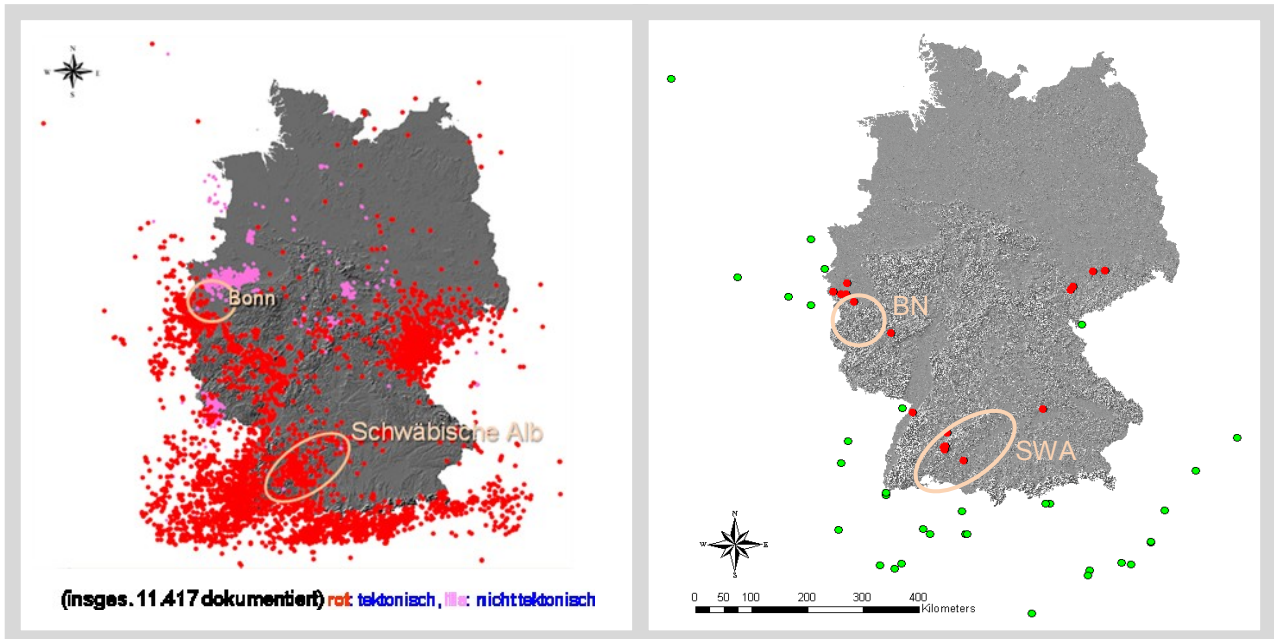 N
W E
S
Bonn
Schwäbische Alb
(insges. 11.417 dokumentiert) rot: tektonisch, lila: nicht tektonisch
BN
SWA
N
W E
S
0 50 100 200 300 400
Kilometers